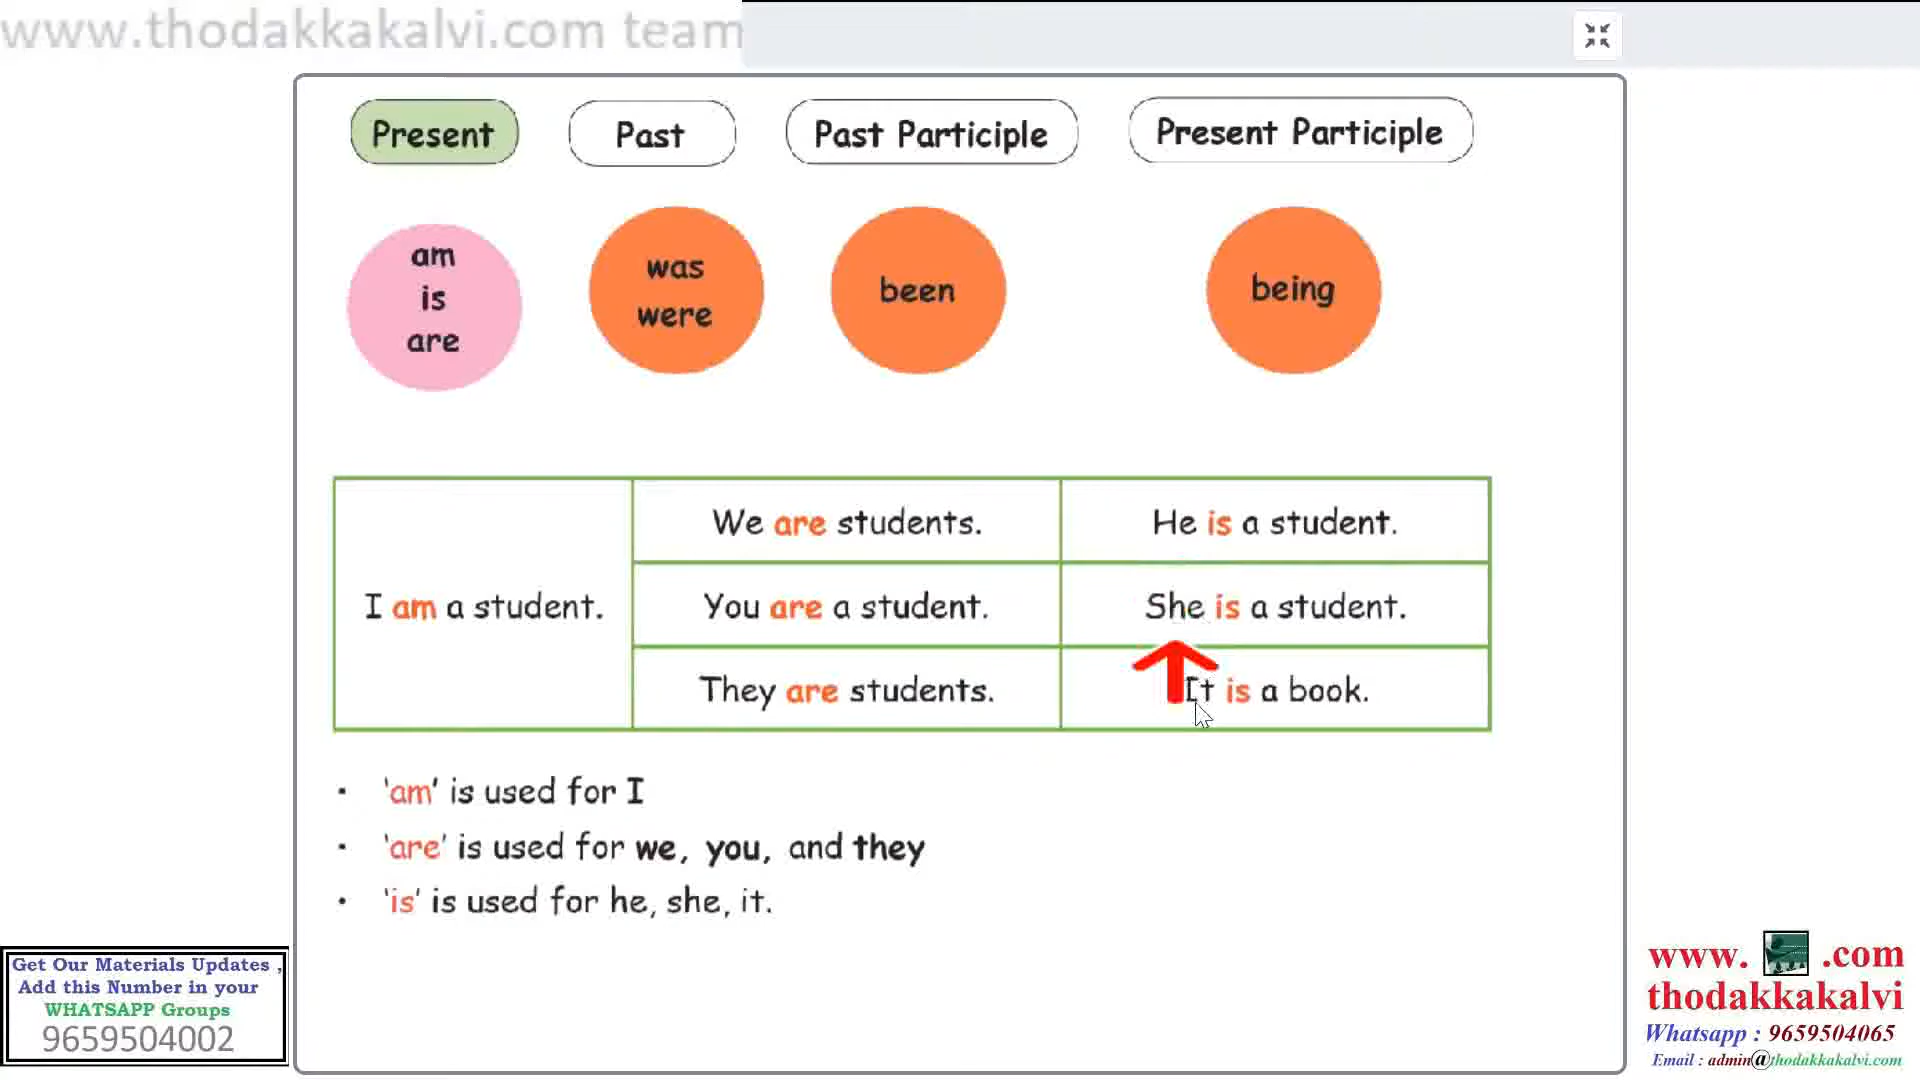 www.thodakkakalvi.com team
Present
Past
Past Participle
Present Participle
am
is
are
was
were
been
being
I am a student.
We are students.
He is a student.
You are a student.
She is a student.
They are students.
It is a book.
· 'am' is used for I
· 'are' is used for we, you, and they
· 'is' is used for he, she, it.
Get Our Materials Updates ,
Add this Number in your
WHATSAPP Groups
9659504002
www. .com
thodakkakalvi
Whatsapp : 9659504065
Email : admin@thodakkakalvi.com